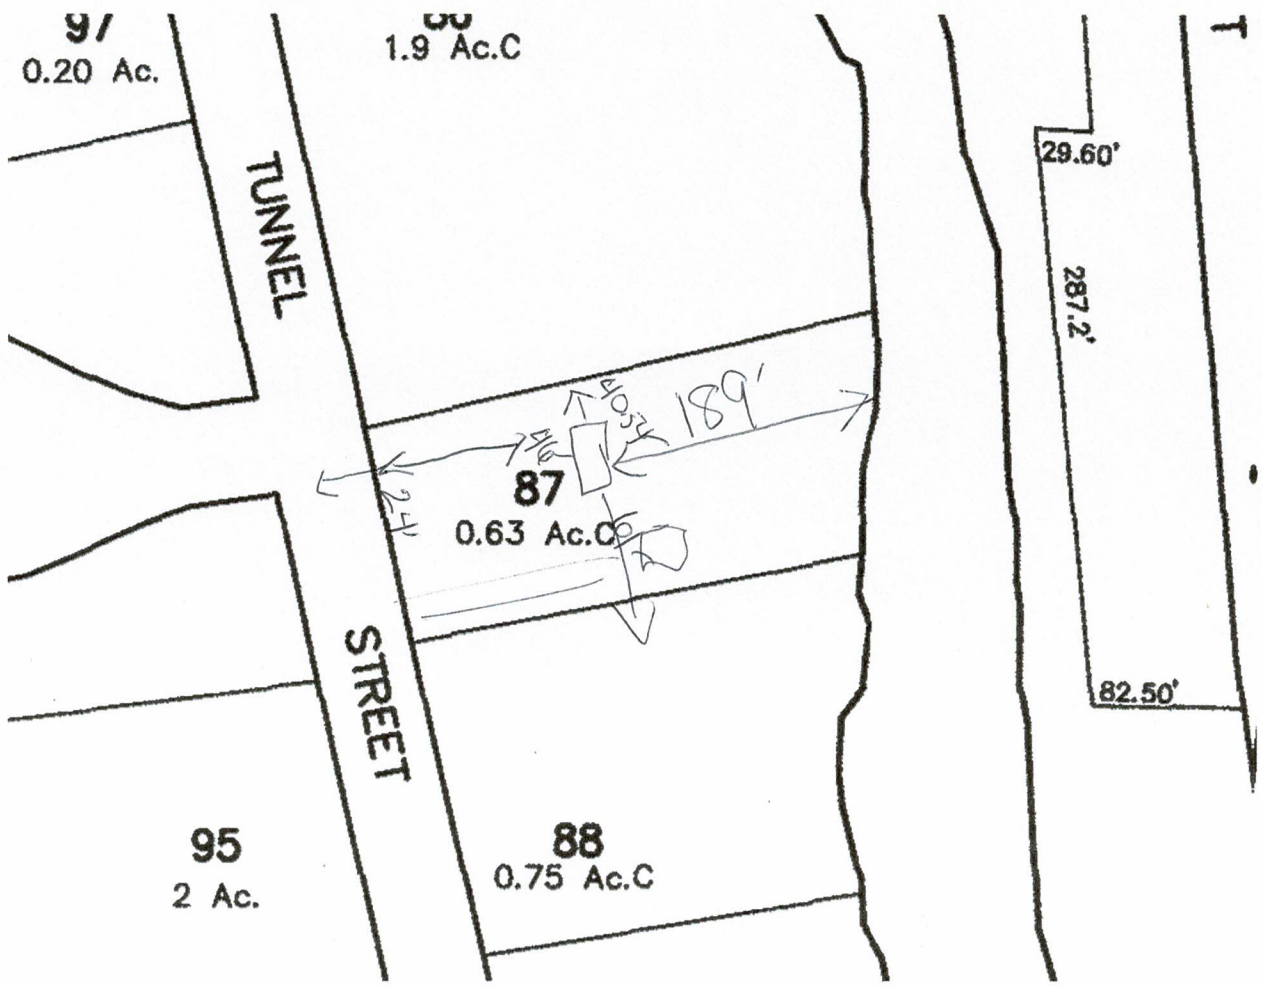 97
0.20 Ac.
1.9 Ac.C
T
TUNNEL
29.60'
287.2'
189'
87
0.63 Ac.C
24'
STREET
82.50'
95
2 Ac.
88
0.75 Ac.C